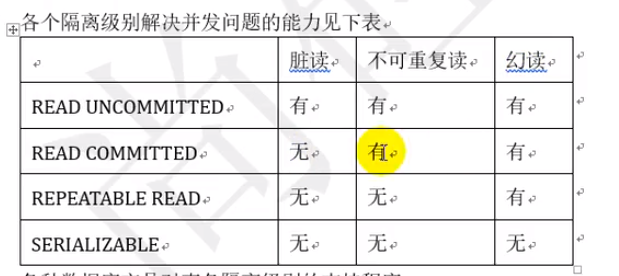 各个隔离级别解决并发问题的能力见下表
脏读 不可重复读 幻读
READ UNCOMMITTED 有 有 有
READ COMMITTED 无 有 有
REPEATABLE READ 无 无 有
SERIALIZABLE 无 无 无